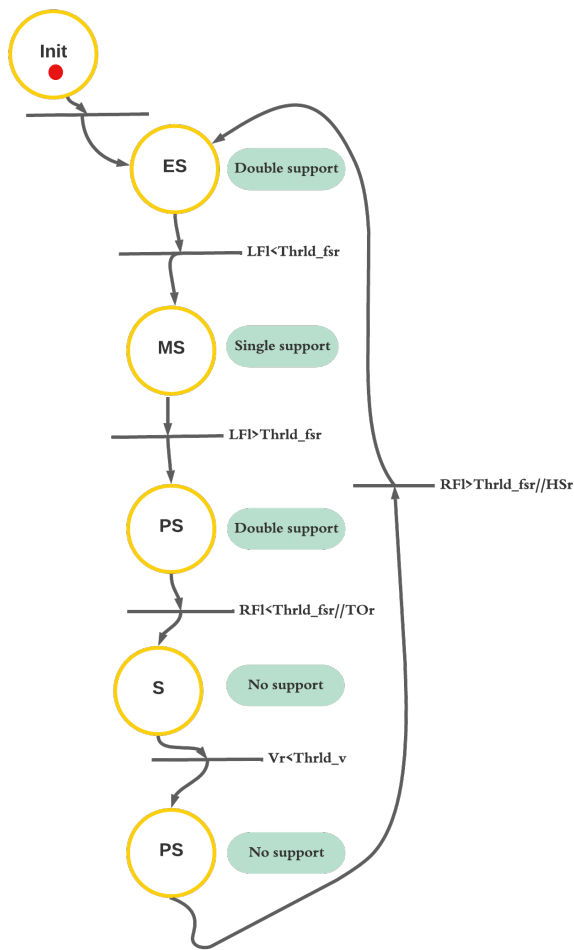 Init
ES
Double support
LFl<Thrld_fsr
MS
Single support
LFl>Thrld_fsr
RFl>Thrld_fsr//HSr
PS
Double support
RFl<Thrld_fsr//TOr
S
No support
Vr<Thrld_v
PS
No support